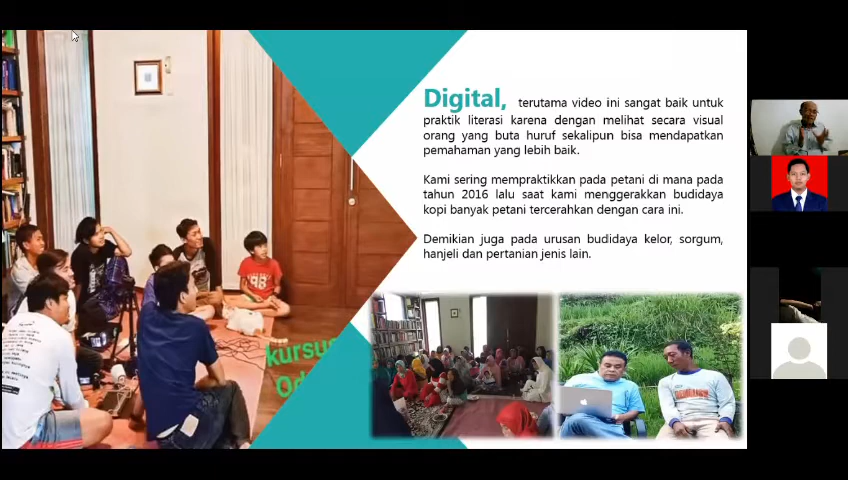 Digital, terutama video ini sangat baik untuk
praktik literasi karena dengan melihat secara visual
orang yang buta huruf sekalipun bisa mendapatkan
pemahaman yang lebih baik.
Kami sering mempraktikkan pada petani di mana pada
tahun 2016 lalu saat kami menggerakkan budidaya
kopi banyak petani tercerahkan dengan cara ini.
Demikian juga pada urusan budidaya kelor, sorgum,
hanjeli dan pertanian jenis lain.
kursus
98